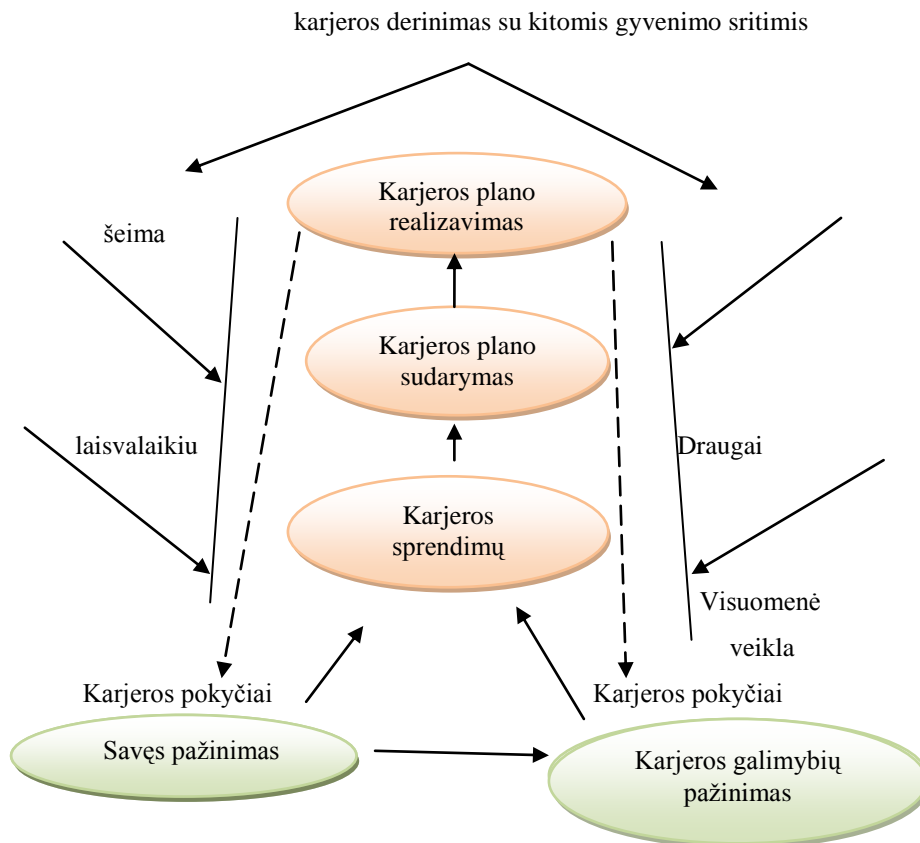 karjeros derinimas su kitomis gyvenimo sritimis
Karjeros plano
realizavimas
šeima
Karjeros plano
sudarymas
laisvalaikiu
Draugai
Karjeros
sprendimų
Visuomenė
veikla
Karjeros pokyčiai
Karjeros pokyčiai
Savęs pažinimas
Karjeros galimybių
pažinimas